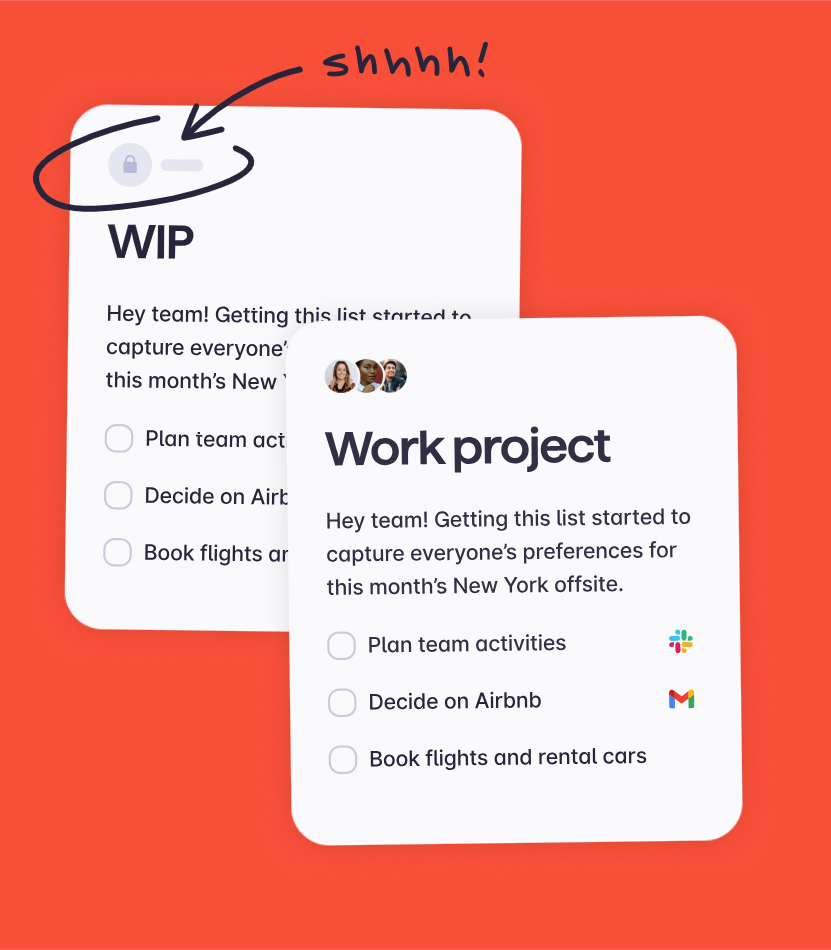 shhhh!
WIP
Hey team! Getting this list started to
capture everyone's
this month's New
Plan team act
Decide on Airb
Book flights an
Work project
Hey team! Getting this list started to
capture everyone's preferences for
this month's New York offsite.
Plan team activities
Decide on Airbnb
Book flights and rental cars